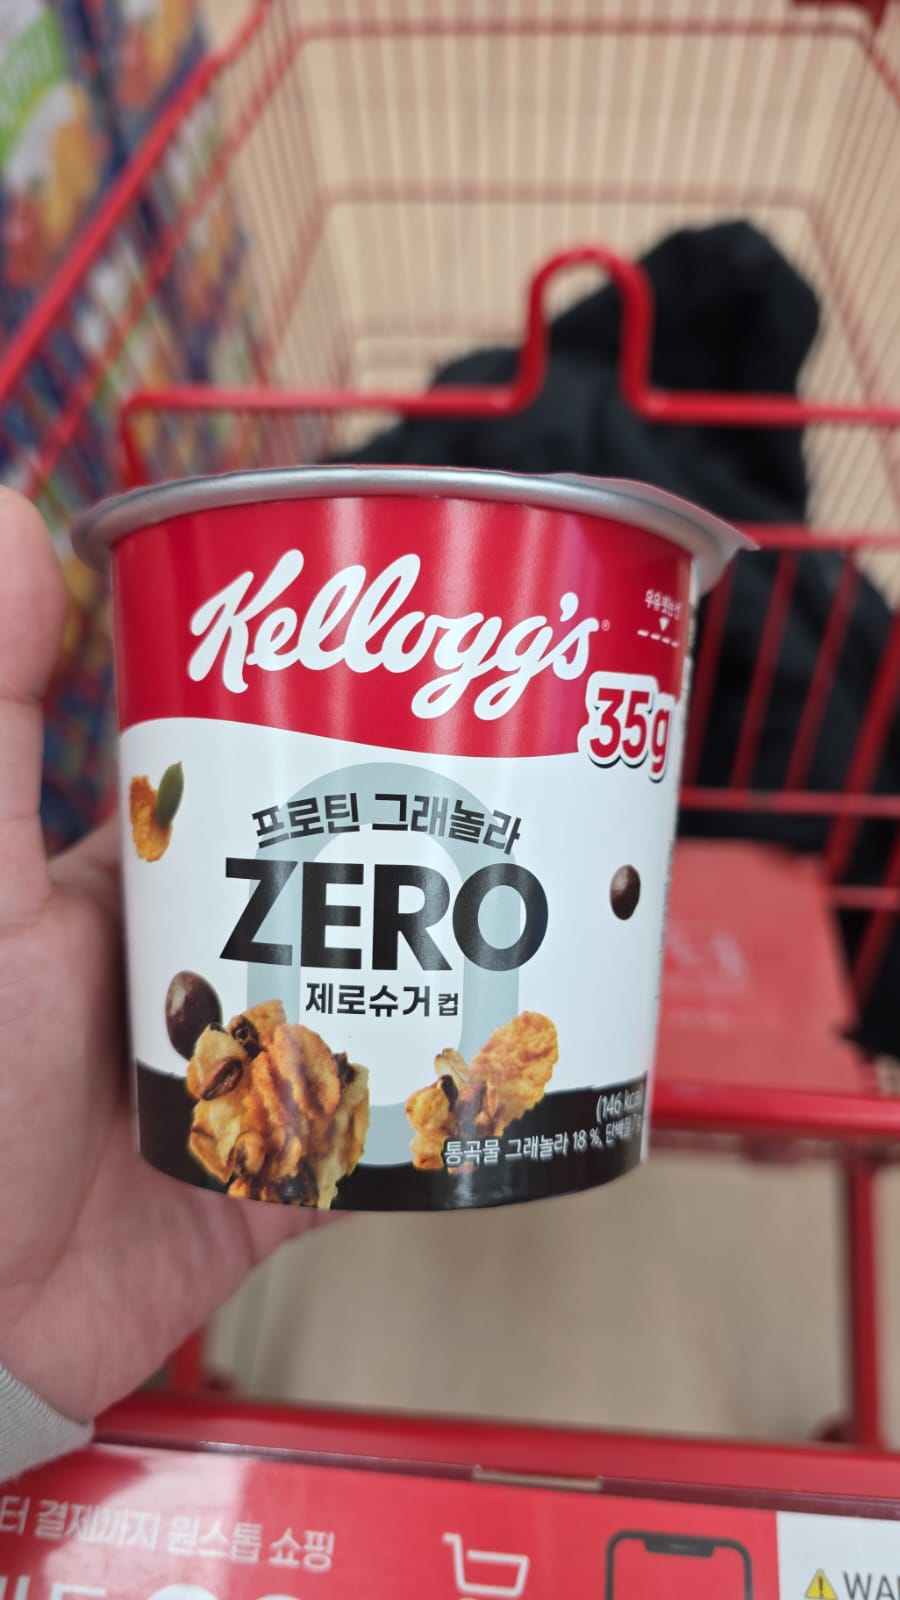 Kellogg's
우유 붓는 선
35g
프로틴 그래놀라
ZERO
제로슈거 컵
(146 kcal
통곡물 그래놀라 18 %, 단백질 7
터 결제까지 원스톱 쇼핑